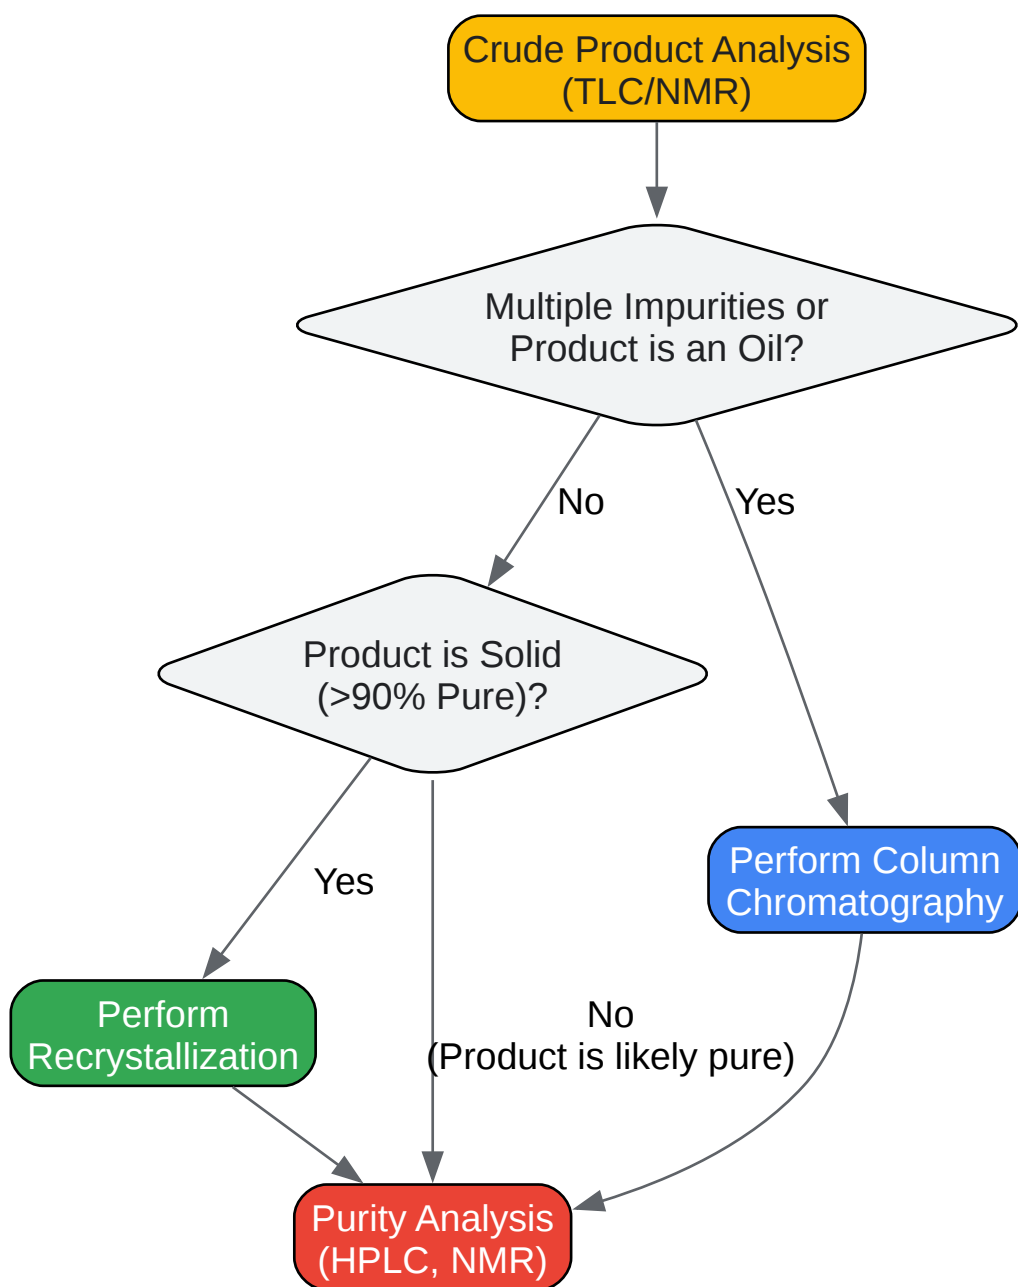 Crude Product Analysis
(TLC/NMR)
Multiple Impurities or
Product is an Oil?
No
Yes
Product is Solid
(>90% Pure)?
Yes
Perform Column
Chromatography
Perform
Recrystallization
No
(Product is likely pure)
Purity Analysis
(HPLC, NMR)